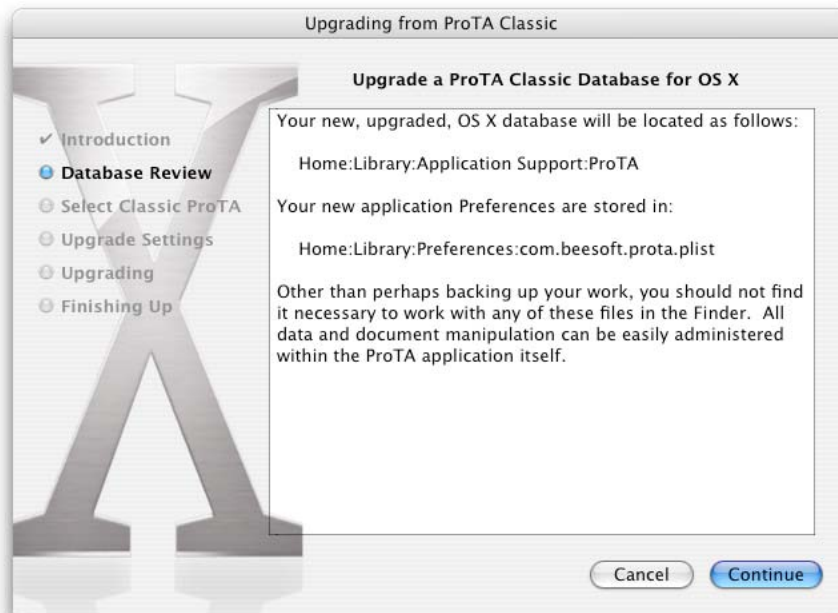 Upgrading from ProTA Classic
Upgrade a ProTA Classic Database for OS X
✔ Introduction
Database Review
Select Classic ProTA
Upgrade Settings
Upgrading
Finishing Up
Your new, upgraded, OS X database will be located as follows:
Home:Library:Application Support:ProTA
Your new application Preferences are stored in:
Home:Library:Preferences:com.beesoft.prota.plist
Other than perhaps backing up your work, you should not find
it necessary to work with any of these files in the Finder.  All
data and document manipulation can be easily administered
within the ProTA application itself.
Cancel
Continue